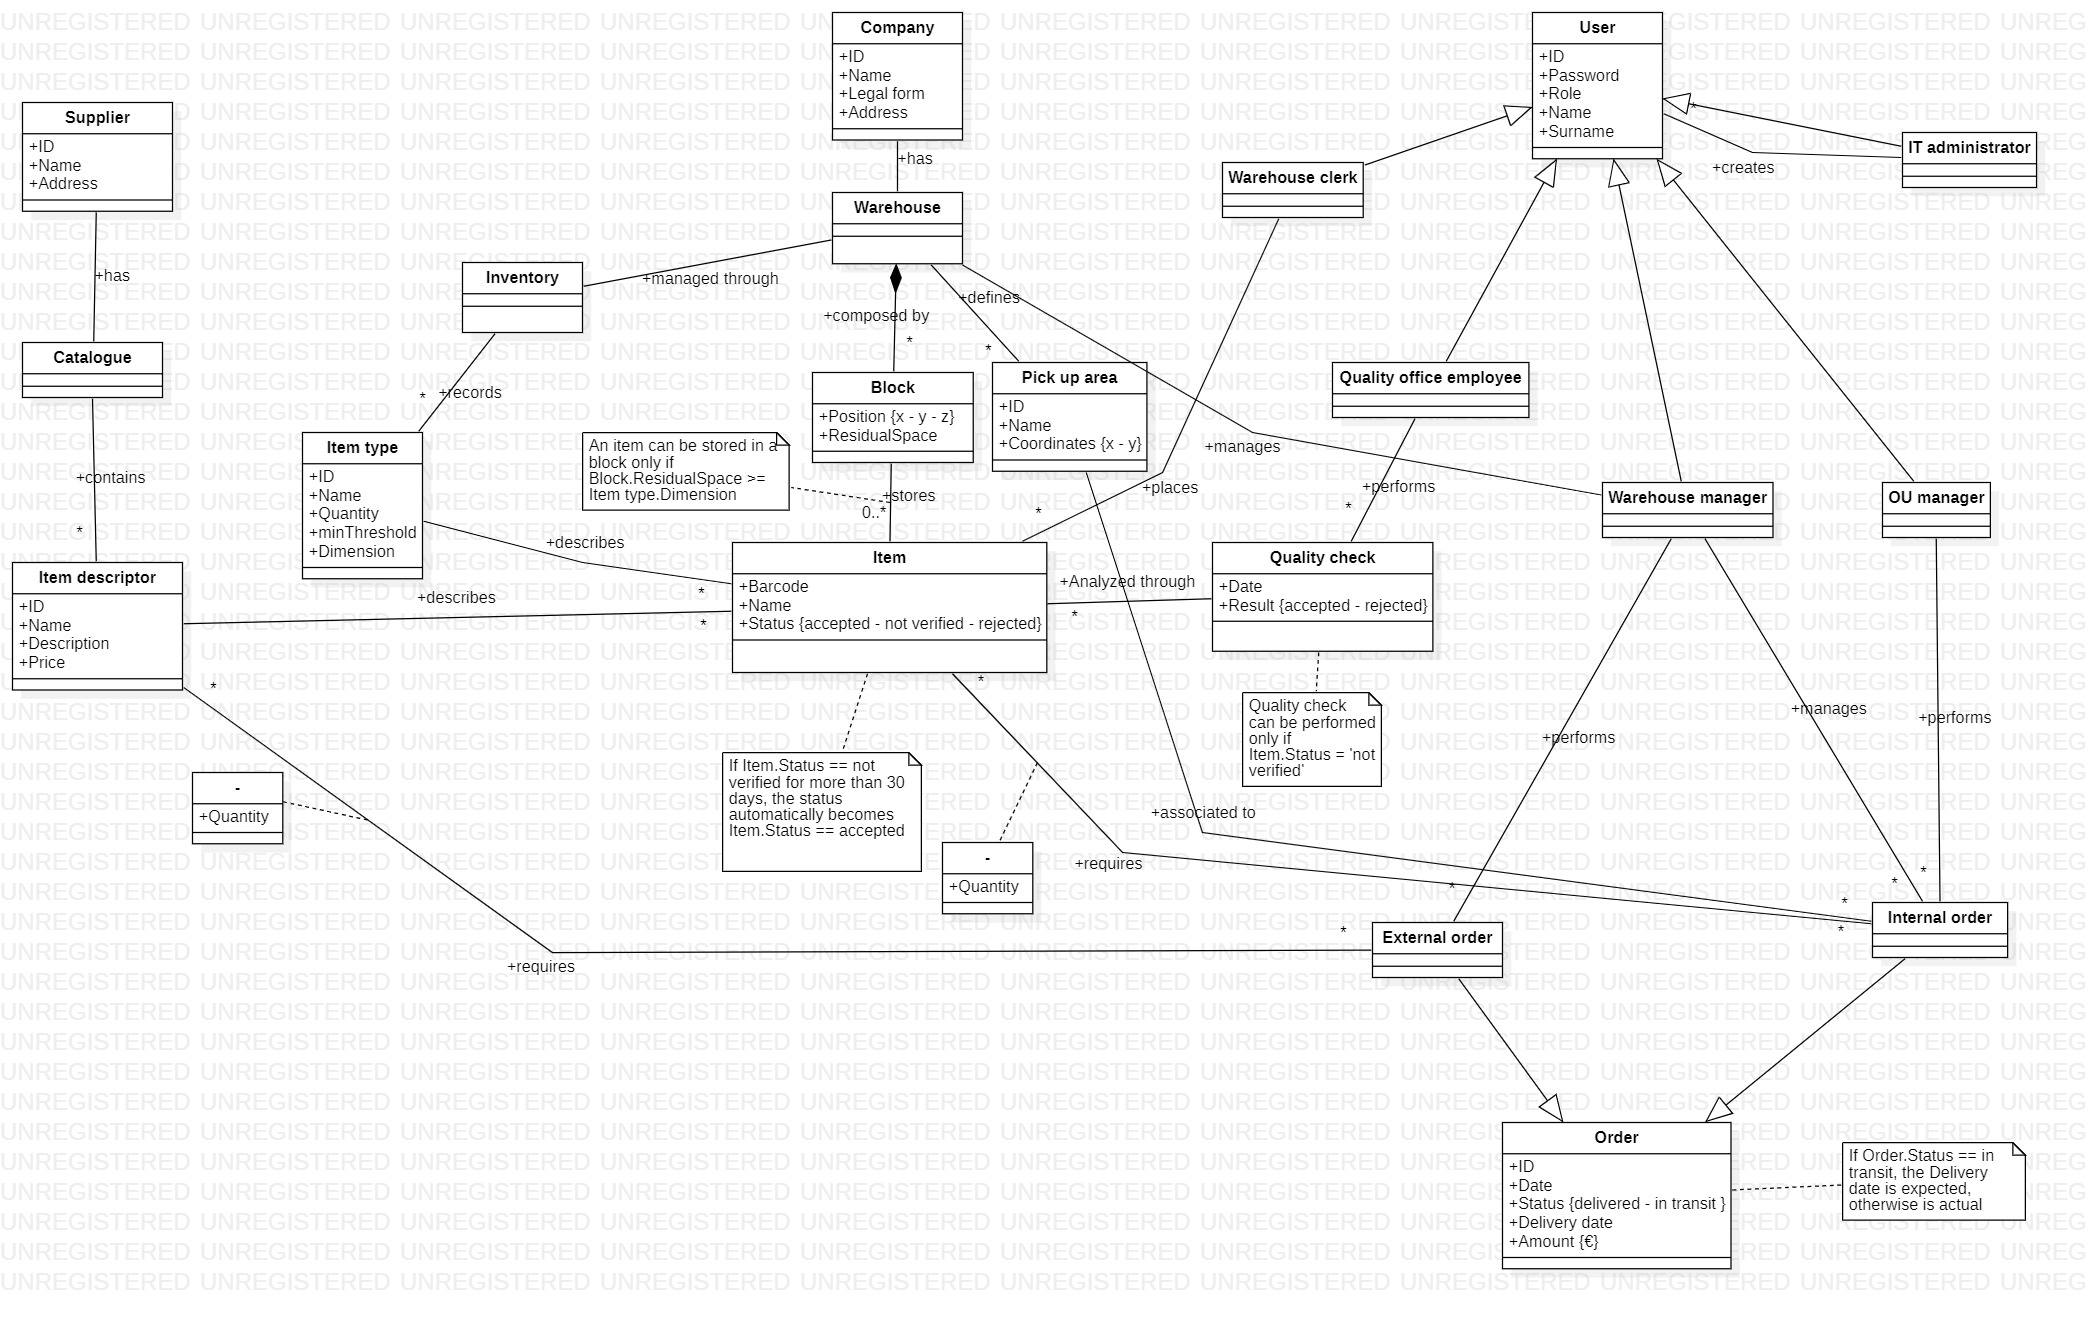 Company
+ID
+Name
+Legal form
+Address
+has
User
+ID
+Password
+Role
+Name
+Surname
*
+creates
IT administrator
Supplier
+ID
+Name
+Address
+has
Warehouse clerk
Warehouse
Inventory
+managed through
+defines
+composed by
*
*
Catalogue
+records
*
Block
+Position {x - y - z}
+ResidualSpace
Pick up area
+ID
+Name
+Coordinates {x - y}
Quality office employee
+manages
+contains
*
Item type
+ID
+Name
+Quantity
+minThreshold
+Dimension
An item can be stored in a
block only if
Block.ResidualSpace >=
Item type.Dimension
+stores
0..*
+places
*
+performs
*
Warehouse manager
OU manager
+describes
*
+describes
*
Item descriptor
+ID
+Name
+Description
+Price
*
Item
+Barcode
+Name
+Status {accepted - not verified - rejected}
*
+Analyzed through
*
Quality check
+Date
+Result {accepted - rejected}
Quality check
can be performed
only if
Item.Status = 'not
verified'
+performs
+manages
+performs
-
+Quantity
If Item.Status == not
verified for more than 30
days, the status
automatically becomes
Item.Status == accepted
-
+Quantity
+associated to
+requires
*
*
*
*
*
*
+requires
External order
Internal order
Order
+ID
+Date
+Status {delivered - in transit }
+Delivery date
+Amount {€}
If Order.Status == in
transit, the Delivery
date is expected,
otherwise is actual
UNREGISTERED